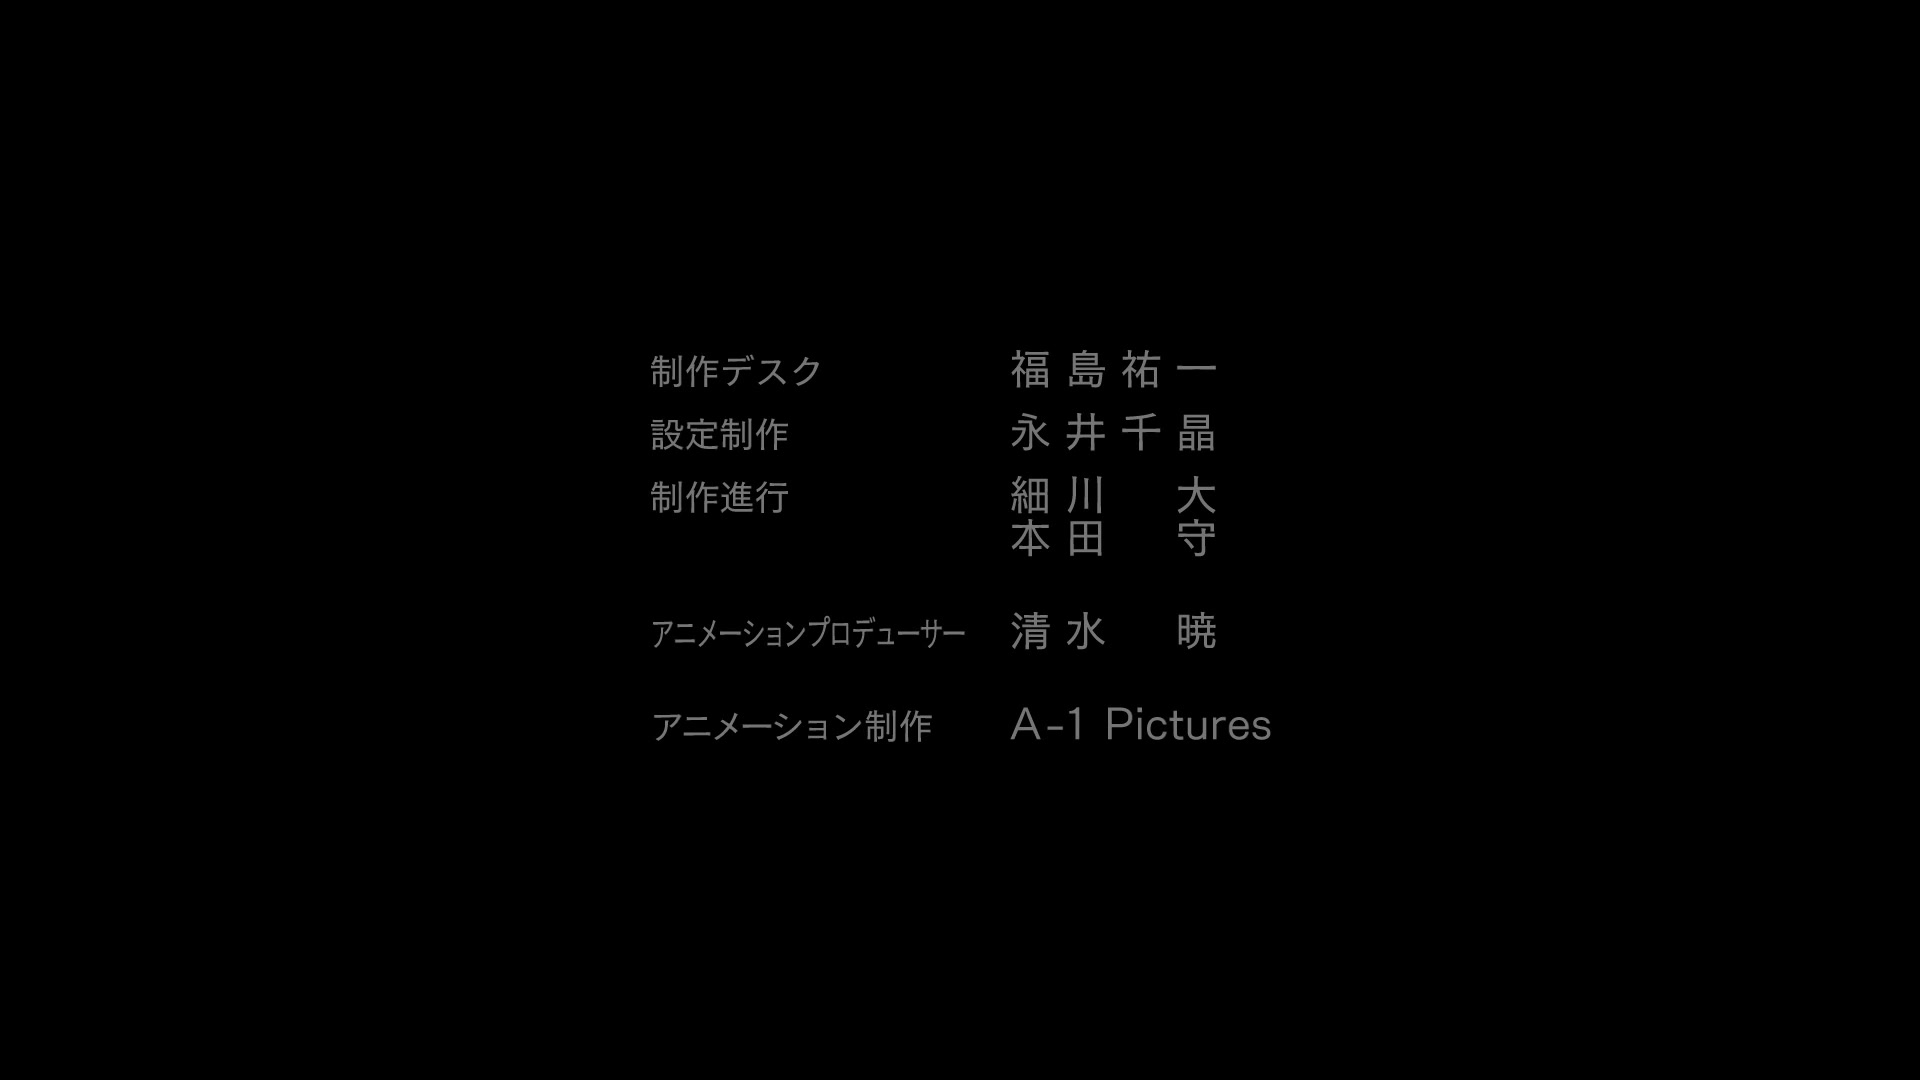 制作デスク 福島祐一
設定制作 永井千晶
制作進行 細川 大
本田 守
アニメーションプロデューサー 清水 暁
アニメーション制作 A-1 Pictures